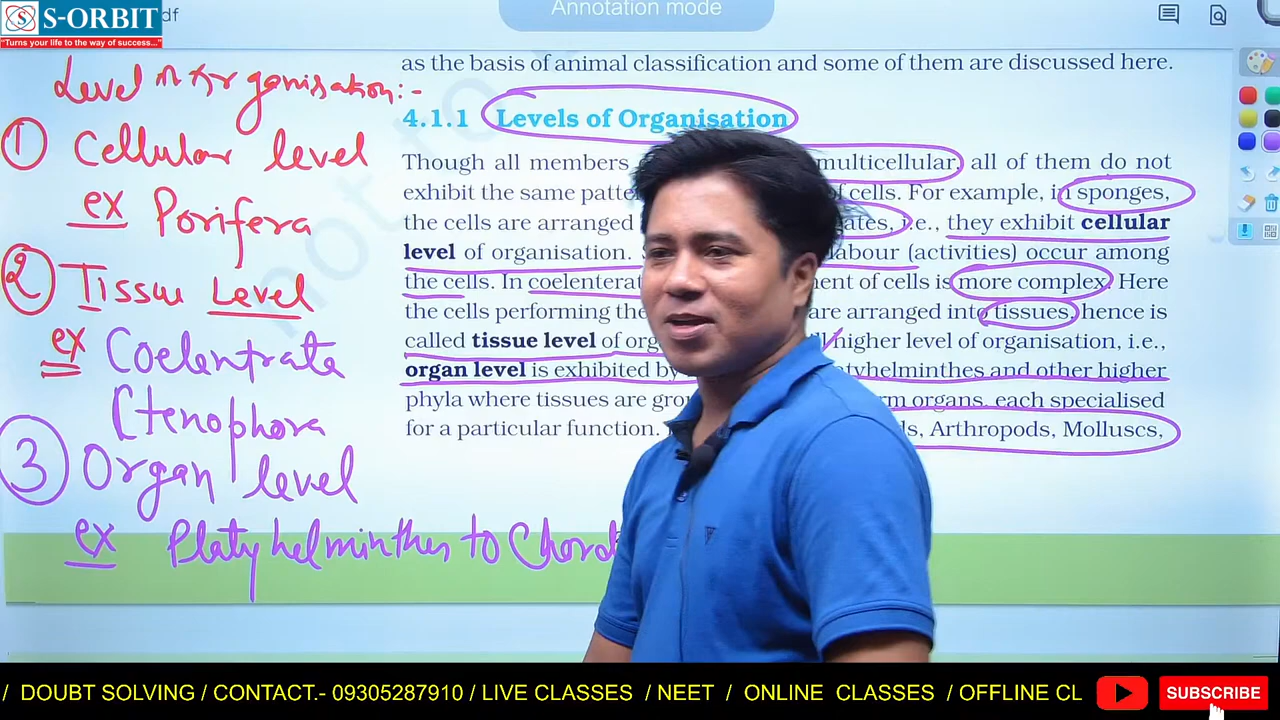 S-ORBIT
"Turns your life to the way of success..."
df
Annotation mode
Level of Organisation:-
① Cellular level
ex Porifera
② Tissue Level
ex Coelentrate
Ctenophora
③ Organ level
ex Platyhelminthes to Chord
as the basis of animal classification and some of them are discussed here.
4.1.1 Levels of Organisation
Though all members multicellular, all of them do not
exhibit the same patte of cells. For example, in sponges,
the cells are arranged ates, i.e., they exhibit cellular
level of organisation. labour (activities) occur among
the cells. In coelenterat ment of cells is more complex. Here
the cells performing the are arranged into tissues, hence is
called tissue level of org higher level of organisation, i.e.,
organ level is exhibited by atyhelminthes and other higher
phyla where tissues are grou rm organs, each specialised
for a particular function. ds, Arthropods, Molluscs,
/ DOUBT SOLVING / CONTACT.- 09305287910 / LIVE CLASSES / NEET / ONLINE CLASSES / OFFLINE CL
SUBSCRIBE